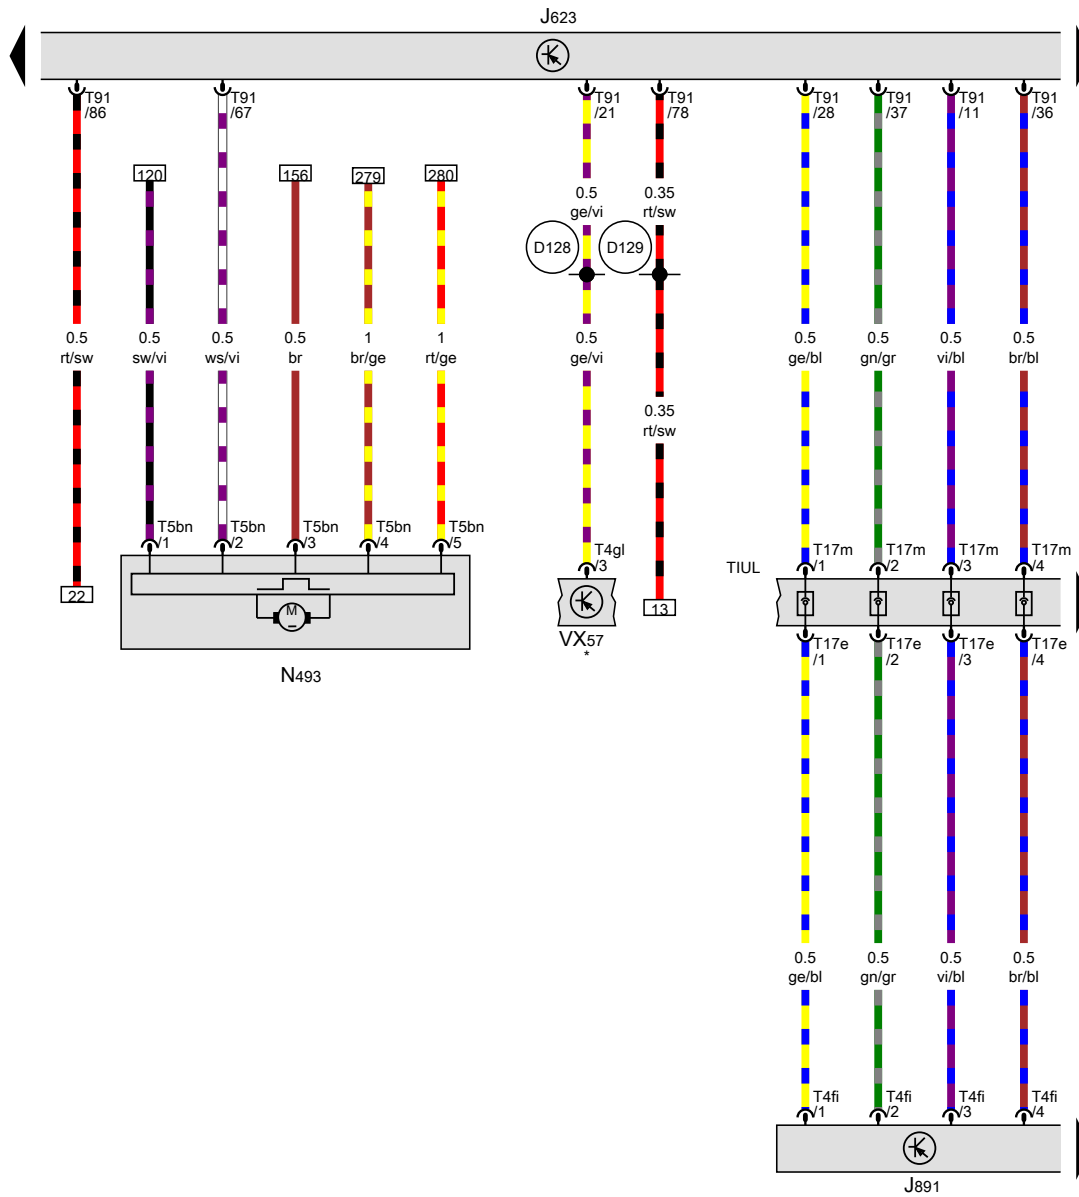 J623
T91
/86
T91
/67
T91
/21
T91
/78
T91
/28
T91
/37
T91
/11
T91
/36
120
156
279
280
0.5
ge/vi
0.35
rt/sw
D128
D129
0.5
rt/sw
0.5
sw/vi
0.5
ws/vi
0.5
br
1
br/ge
1
rt/ge
0.5
ge/vi
0.5
ge/bl
0.5
gn/gr
0.5
vi/bl
0.5
br/bl
0.35
rt/sw
T5bn
/1
T5bn
/2
T5bn
/3
T5bn
/4
T5bn
/5
T4gl
/3
TIUL
T17m
/1
T17m
/2
T17m
/3
T17m
/4
22
M
13
VX57
*
N493
T17e
/1
T17e
/2
T17e
/3
T17e
/4
0.5
ge/bl
0.5
gn/gr
0.5
vi/bl
0.5
br/bl
T4fi
/1
T4fi
/2
T4fi
/3
T4fi
/4
J891